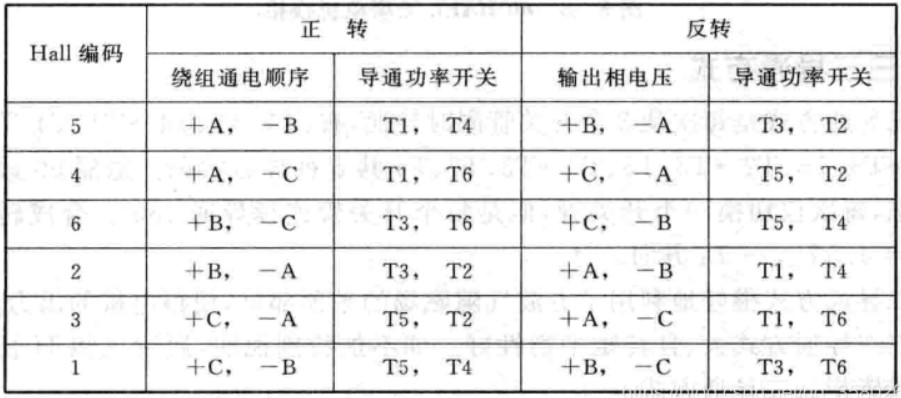 Hall 编码 正 转 反转
绕组通电顺序 导通功率开关 输出相电压 导通功率开关
5 +A, -B T1, T4 +B, -A T3, T2
4 +A, -C T1, T6 +C, -A T5, T2
6 +B, -C T3, T6 +C, -B T5, T4
2 +B, -A T3, T2 +A, -B T1, T4
3 +C, -A T5, T2 +A, -C T1, T6
1 +C, -B T5, T4 +B, -C T3, T6